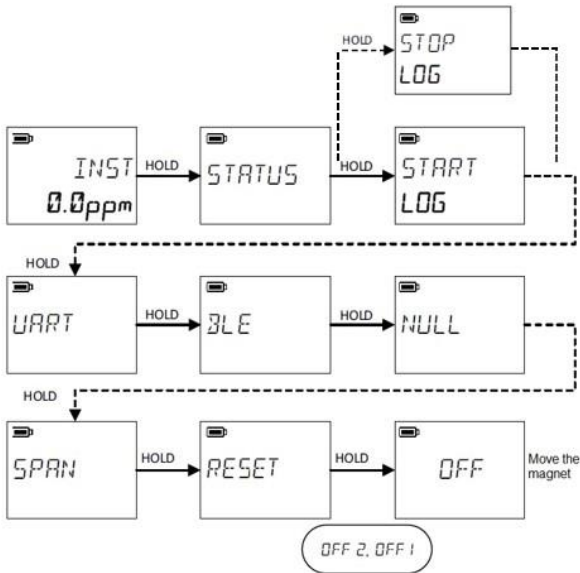 HOLD
STOP
LOG
INST
0.0ppm
HOLD
STATUS
HOLD
START
LOG
HOLD
UART
HOLD
BLE
HOLD
NULL
HOLD
SPAN
HOLD
RESET
HOLD
OFF
Move the
magnet
OFF 2, OFF 1